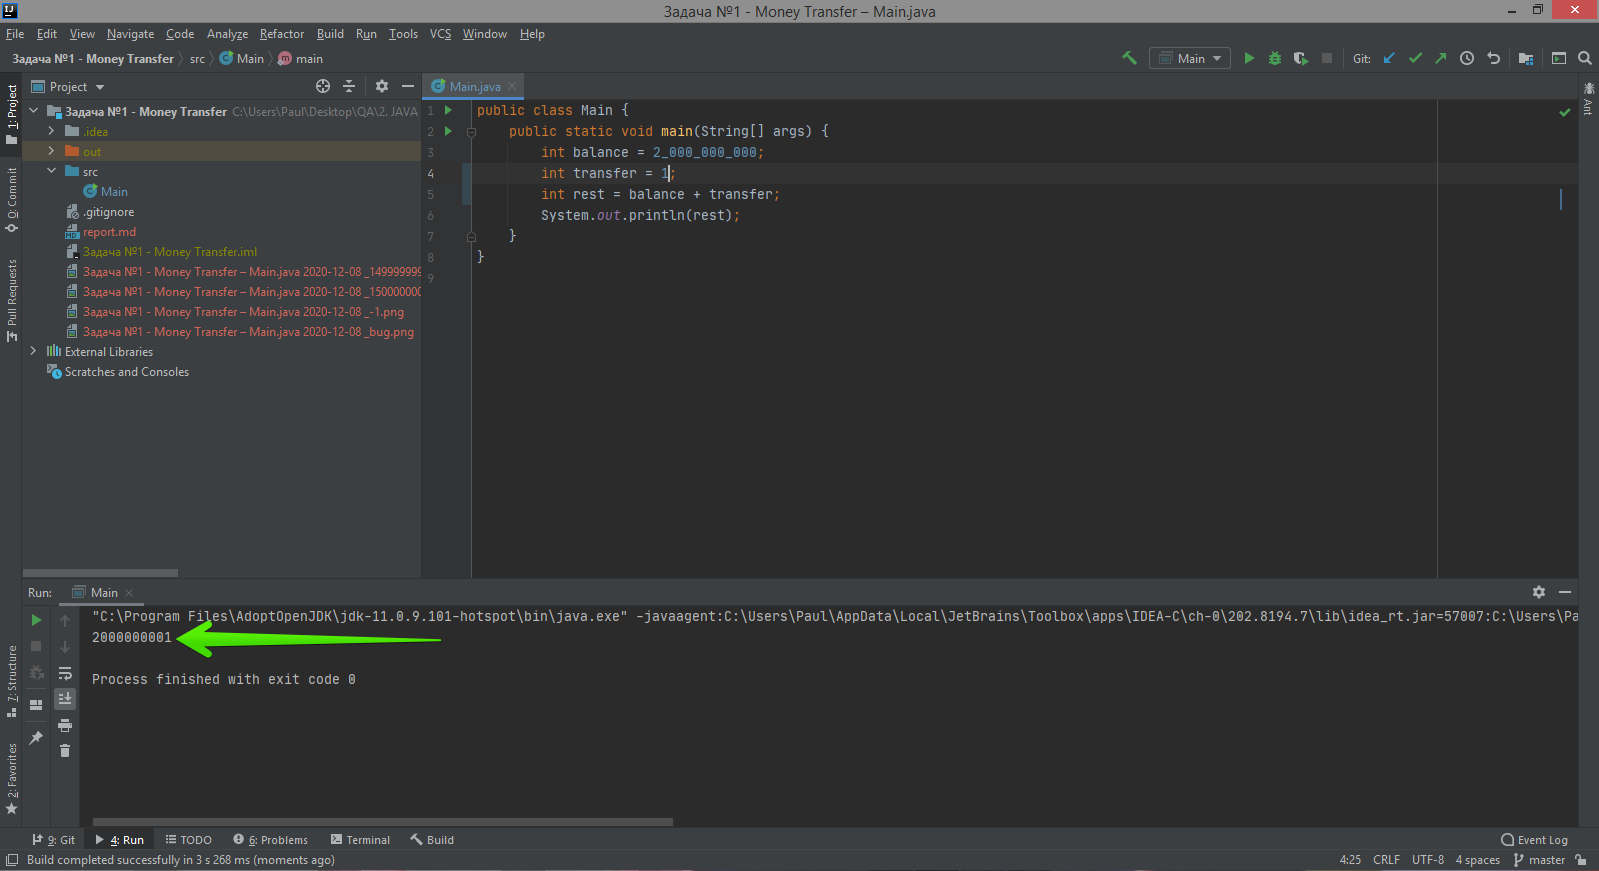 Задача №1 - Money Transfer – Main.java
File Edit View Navigate Code Analyze Refactor Build Run Tools VCS Window Help
Задача №1 - Money Transfer src Main main
Main Git:
Project
Main.java
1: Project
Задача №1 - Money Transfer C:\Users\Paul\Desktop\QA\2. JAVA
.idea
out
src
Main
.gitignore
report.md
Задача №1 - Money Transfer.iml
Задача №1 - Money Transfer – Main.java 2020-12-08 _149999999
Задача №1 - Money Transfer – Main.java 2020-12-08 _150000000
Задача №1 - Money Transfer – Main.java 2020-12-08 _-1.png
Задача №1 - Money Transfer – Main.java 2020-12-08 _bug.png
External Libraries
Scratches and Consoles
0: Commit
Pull Requests
1 public class Main {
2 public static void main(String[] args) {
3 int balance = 2_000_000_000;
4 int transfer = 1;
5 int rest = balance + transfer;
6 System.out.println(rest);
7 }
8 }
9
Ant
Run: Main
"C:\Program Files\AdoptOpenJDK\jdk-11.0.9.101-hotspot\bin\java.exe" -javaagent:C:\Users\Paul\AppData\Local\JetBrains\Toolbox\apps\IDEA-C\ch-0\202.8194.7\lib\idea_rt.jar=57007:C:\Users\Pa
2000000001
Process finished with exit code 0
7: Structure
2: Favorites
9: Git 4: Run TODO 6: Problems Terminal Build Event Log
Build completed successfully in 3 s 268 ms (moments ago) 4:25 CRLF UTF-8 4 spaces master